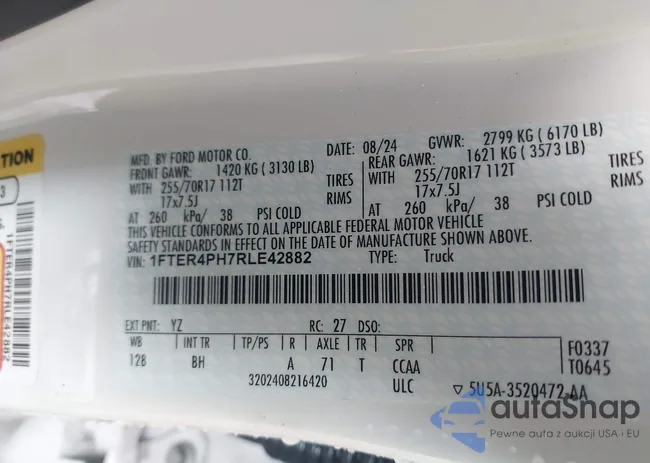 MFD. BY FORD MOTOR CO.
DATE: 08/24 GVWR: 2799 KG ( 6170 LB)
FRONT GAWR: 1420 KG ( 3130 LB)
REAR GAWR: 1621 KG ( 3573 LB)
WITH 255/70R17 112T TIRES
WITH 255/70R17 112T TIRES
17x7.5J RIMS
17x7.5J RIMS
AT 260 kPa/ 38 PSI COLD
AT 260 kPa/ 38 PSI COLD
THIS VEHICLE CONFORMS TO ALL APPLICABLE FEDERAL MOTOR VEHICLE
SAFETY STANDARDS IN EFFECT ON THE DATE OF MANUFACTURE SHOWN ABOVE.
VIN: 1FTER4PH7RLE42882 TYPE: Truck
EXT PNT: YZ RC: 27 DSO:
WB INT TR TP/PS R AXLE TR SPR
128 BH A 71 T CCAA
F0337
T0645
3202408216420 ULC
▽ 5U5A-3520472-AA
TION
3
R4PH7RLE42882
autaSnap
Pewne auta z aukcji USA • EU